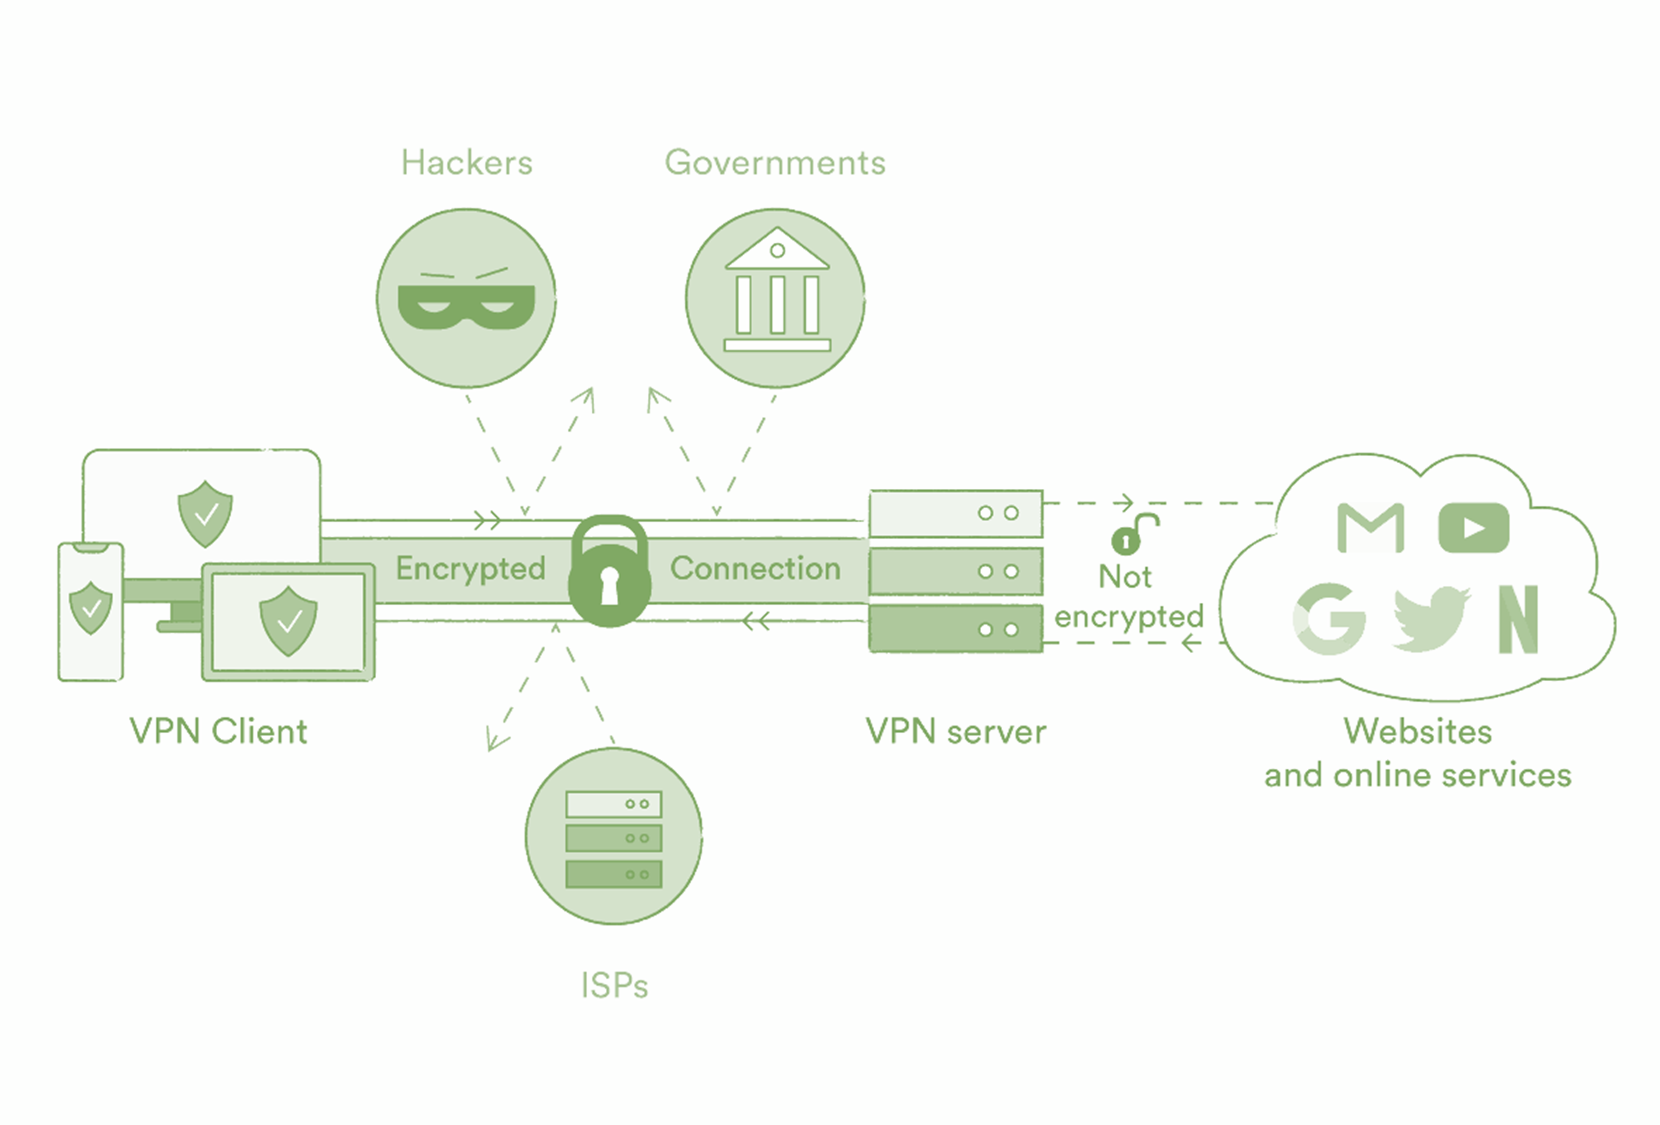 Hackers
Governments
Encrypted
Connection
Not
encrypted
VPN Client
VPN server
Websites
and online services
ISPs